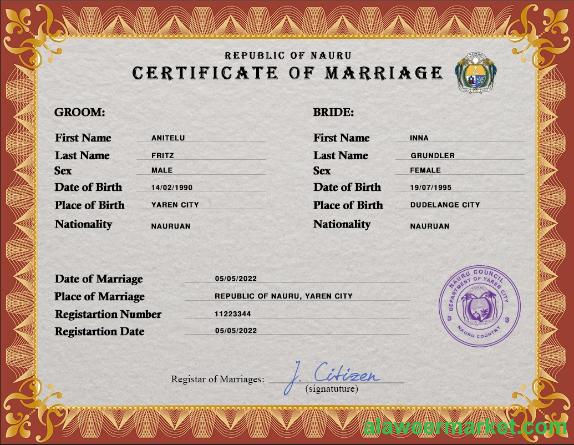 REPUBLIC OF NAURU
CERTIFICATE OF MARRIAGE
GROOM: BRIDE:
First Name ANITELU First Name INNA
Last Name FRITZ Last Name GRUNDLER
Sex MALE Sex FEMALE
Date of Birth 14/02/1990 Date of Birth 19/07/1995
Place of Birth YAREN CITY Place of Birth DUDELANGE CITY
Nationality NAURUAN Nationality NAURUAN
Date of Marriage 05/05/2022
Place of Marriage REPUBLIC OF NAURU, YAREN CITY
Registartion Number 11223344
Registartion Date 05/05/2022
NAURU COUNCIL
DEPARTMENT OF YAREN CITY
NAURU COUNTRY
Registar of Marriages: J. Citizen
(signatuture)
alaweermarket.com